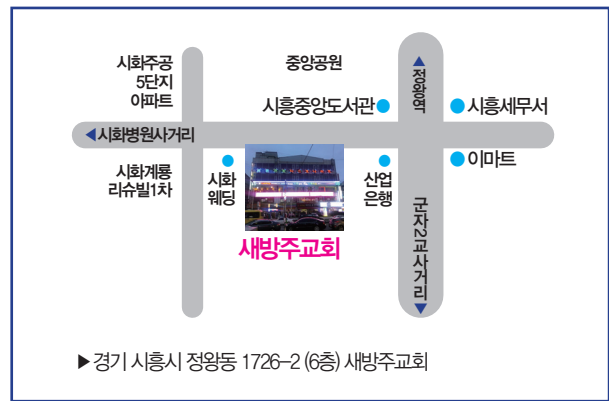 시화주공
5단지
아파트
중앙공원
▲정왕역
시흥중앙도서관
시흥세무서
◀시화병원사거리
시화계룡
리슈빌1차
시화
웨딩
산업
은행
이마트
군자2교사거리▼
새방주교회
▶경기 시흥시 정왕동 1726-2 (6층) 새방주교회